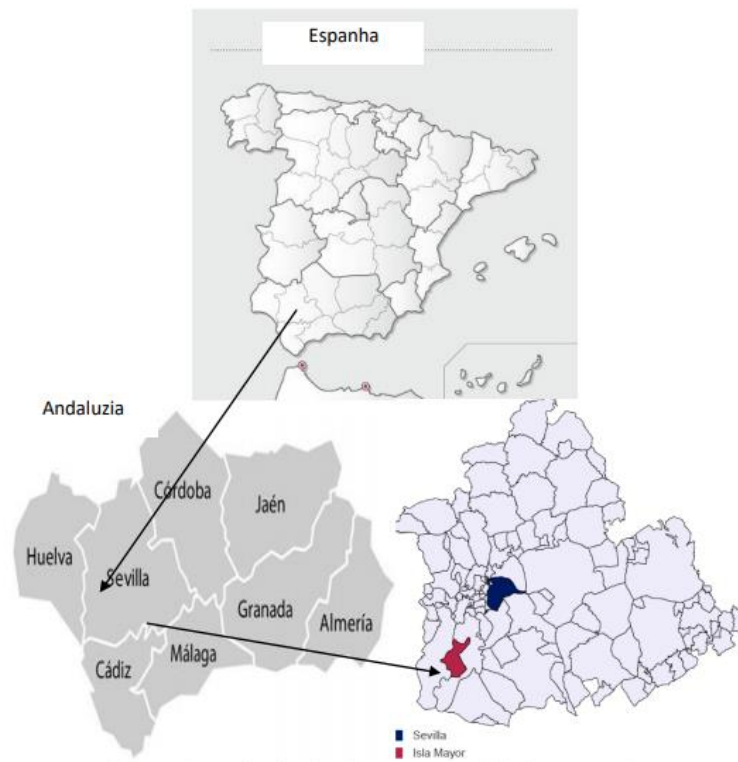 Espanha
Andaluzia
Córdoba
Jaén
Huelva
Sevilla
Granada
Almería
Málaga
Cádiz
Sevilla
Isla Mayor